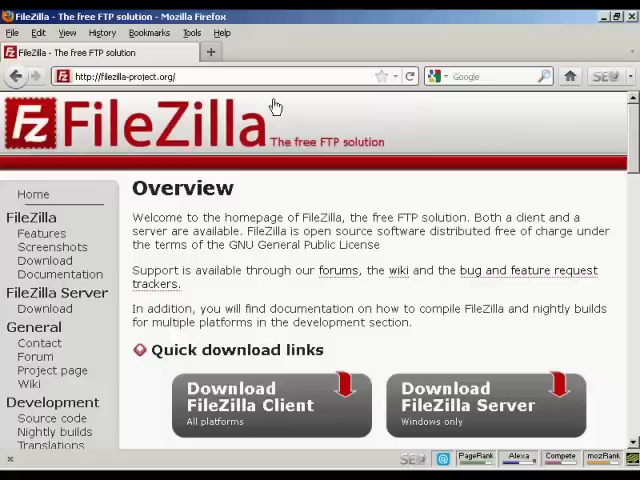 FileZilla - The free FTP solution - Mozilla Firefox
File Edit View History Bookmarks Tools Help
FileZilla - The free FTP solution
http://filezilla-project.org/
Google
SEO
FileZilla
The free FTP solution
Home
FileZilla
Features
Screenshots
Download
Documentation
FileZilla Server
Download
General
Contact
Forum
Project page
Wiki
Development
Source code
Nightly builds
Translations
Overview
Welcome to the homepage of FileZilla, the free FTP solution. Both a client and a
server are available. FileZilla is open source software distributed free of charge under
the terms of the GNU General Public License
Support is available through our forums, the wiki and the bug and feature request
trackers.
In addition, you will find documentation on how to compile FileZilla and nightly builds
for multiple platforms in the development section.
Quick download links
Download
FileZilla Client
All platforms
Download
FileZilla Server
Windows only
SEO @ PageRank Alexa Compete mozRank